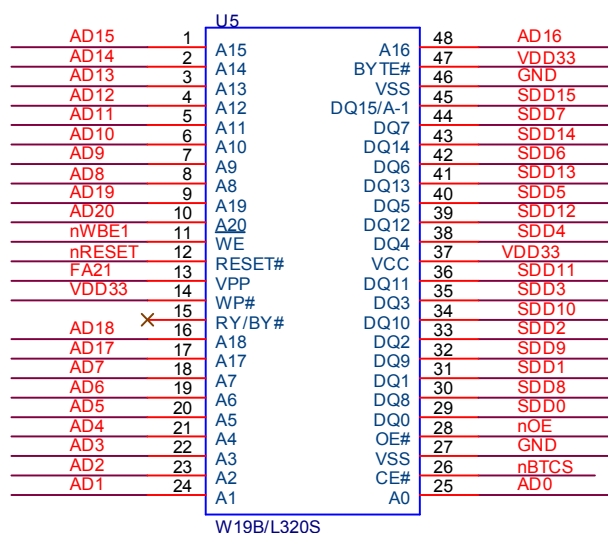 U5
AD15 1 A15 A16 48 AD16
AD14 2 A14 BYTE# 47 VDD33
AD13 3 A13 VSS 46 GND
AD12 4 A12 DQ15/A-1 45 SDD15
AD11 5 A11 DQ7 44 SDD7
AD10 6 A10 DQ14 43 SDD14
AD9 7 A9 DQ6 42 SDD6
AD8 8 A8 DQ13 41 SDD13
AD19 9 A19 DQ5 40 SDD5
AD20 10 A20 DQ12 39 SDD12
nWBE1 11 WE DQ4 38 SDD4
nRESET 12 RESET# VCC 37 VDD33
FA21 13 VPP DQ11 36 SDD11
VDD33 14 WP# DQ3 35 SDD3
15 RY/BY# DQ10 34 SDD10
AD18 16 A18 DQ2 33 SDD2
AD17 17 A17 DQ9 32 SDD9
AD7 18 A7 DQ1 31 SDD1
AD6 19 A6 DQ8 30 SDD8
AD5 20 A5 DQ0 29 SDD0
AD4 21 A4 OE# 28 nOE
AD3 22 A3 VSS 27 GND
AD2 23 A2 CE# 26 nBTCS
AD1 24 A1 A0 25 AD0
W19B/L320S